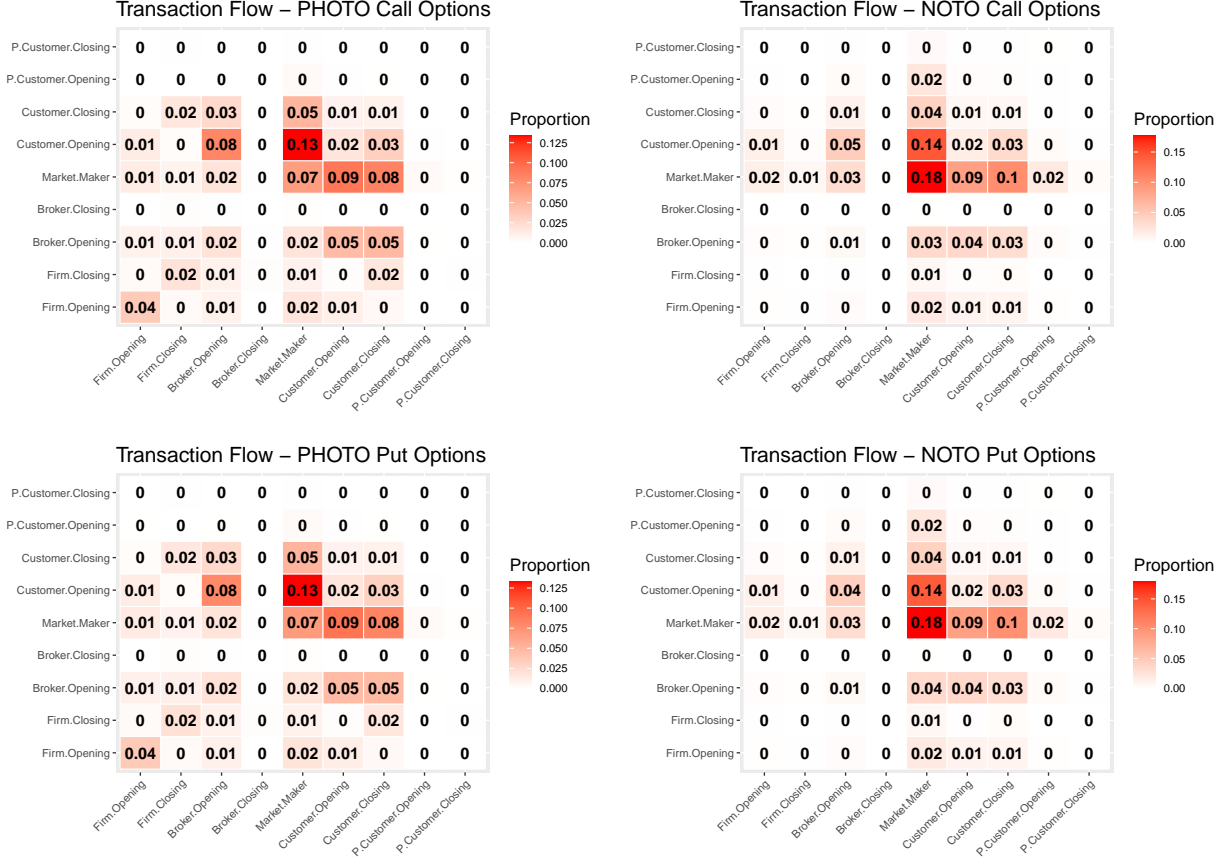 Transaction Flow – PHOTO Call Options
P.Customer.Closing 0 0 0 0 0 0 0 0 0
P.Customer.Opening 0 0 0 0 0 0 0 0 0
Customer.Closing 0 0.02 0.03 0 0.05 0.01 0.01 0 0
Customer.Opening 0.01 0 0.08 0 0.13 0.02 0.03 0 0
Market.Maker 0.01 0.01 0.02 0 0.07 0.09 0.08 0 0
Broker.Closing 0 0 0 0 0 0 0 0 0
Broker.Opening 0.01 0.01 0.02 0 0.02 0.05 0.05 0 0
Firm.Closing 0 0.02 0.01 0 0.01 0 0.02 0 0
Firm.Opening 0.04 0 0.01 0 0.02 0.01 0 0 0
Firm.Opening Firm.Closing Broker.Opening Broker.Closing Market.Maker Customer.Opening Customer.Closing P.Customer.Opening P.Customer.Closing
Proportion
0.125
0.100
0.075
0.050
0.025
0.000
Transaction Flow – NOTO Call Options
P.Customer.Closing 0 0 0 0 0 0 0 0 0
P.Customer.Opening 0 0 0 0 0.02 0 0 0 0
Customer.Closing 0 0 0.01 0 0.04 0.01 0.01 0 0
Customer.Opening 0.01 0 0.05 0 0.14 0.02 0.03 0 0
Market.Maker 0.02 0.01 0.03 0 0.18 0.09 0.1 0.02 0
Broker.Closing 0 0 0 0 0 0 0 0 0
Broker.Opening 0 0 0.01 0 0.03 0.04 0.03 0 0
Firm.Closing 0 0 0 0 0.01 0 0 0 0
Firm.Opening 0 0 0 0 0.02 0.01 0.01 0 0
Firm.Opening Firm.Closing Broker.Opening Broker.Closing Market.Maker Customer.Opening Customer.Closing P.Customer.Opening P.Customer.Closing
Proportion
0.15
0.10
0.05
0.00
Transaction Flow – PHOTO Put Options
P.Customer.Closing 0 0 0 0 0 0 0 0 0
P.Customer.Opening 0 0 0 0 0 0 0 0 0
Customer.Closing 0 0.02 0.03 0 0.05 0.01 0.01 0 0
Customer.Opening 0.01 0 0.08 0 0.13 0.02 0.03 0 0
Market.Maker 0.01 0.01 0.02 0 0.07 0.09 0.08 0 0
Broker.Closing 0 0 0 0 0 0 0 0 0
Broker.Opening 0.01 0.01 0.02 0 0.02 0.05 0.05 0 0
Firm.Closing 0 0.02 0.01 0 0.01 0 0.02 0 0
Firm.Opening 0.04 0 0.01 0 0.02 0.01 0 0 0
Firm.Opening Firm.Closing Broker.Opening Broker.Closing Market.Maker Customer.Opening Customer.Closing P.Customer.Opening P.Customer.Closing
Proportion
0.125
0.100
0.075
0.050
0.025
0.000
Transaction Flow – NOTO Put Options
P.Customer.Closing 0 0 0 0 0 0 0 0 0
P.Customer.Opening 0 0 0 0 0.02 0 0 0 0
Customer.Closing 0 0 0.01 0 0.04 0.01 0.01 0 0
Customer.Opening 0.01 0 0.04 0 0.14 0.02 0.03 0 0
Market.Maker 0.02 0.01 0.03 0 0.18 0.09 0.1 0.02 0
Broker.Closing 0 0 0 0 0 0 0 0 0
Broker.Opening 0 0 0.01 0 0.04 0.04 0.03 0 0
Firm.Closing 0 0 0 0 0.01 0 0 0 0
Firm.Opening 0 0 0 0 0.02 0.01 0.01 0 0
Firm.Opening Firm.Closing Broker.Opening Broker.Closing Market.Maker Customer.Opening Customer.Closing P.Customer.Opening P.Customer.Closing
Proportion
0.15
0.10
0.05
0.00